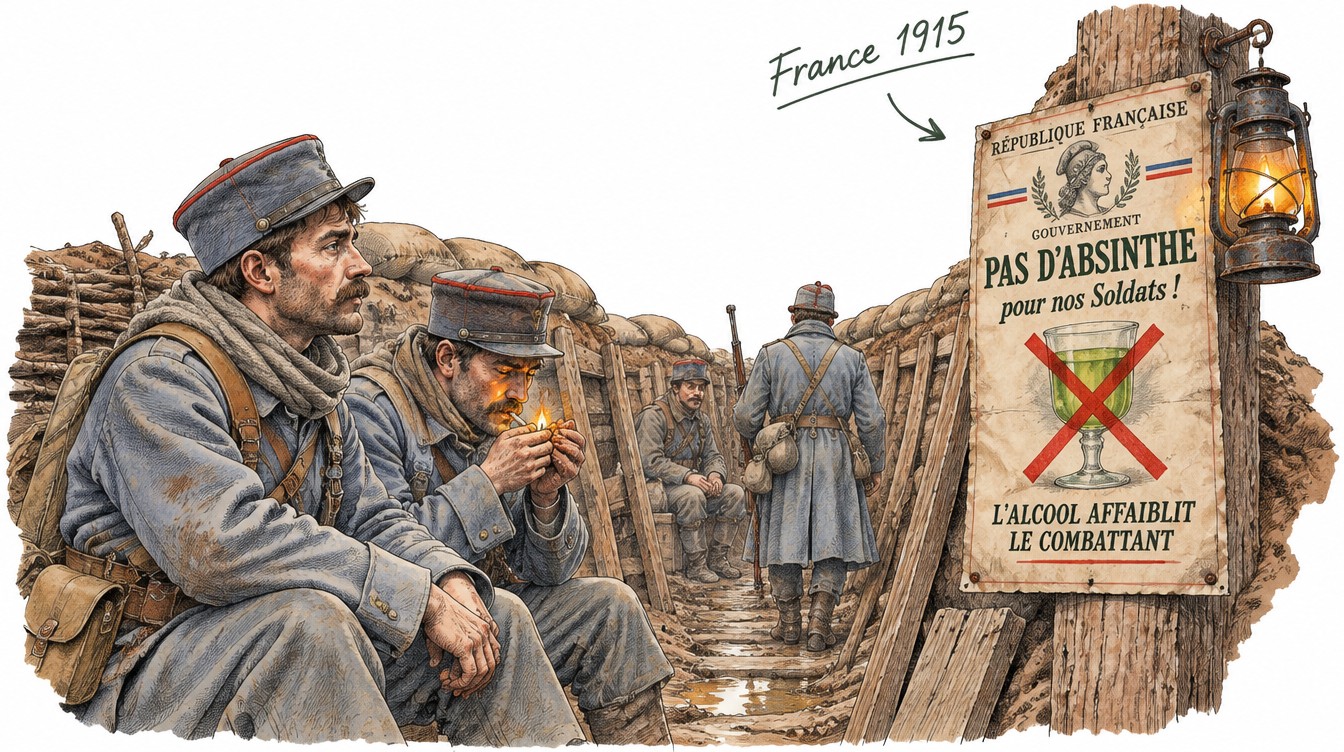 France 1915
RÉPUBLIQUE FRANÇAISE
GOUVERNEMENT
PAS D'ABSINTHE
pour nos Soldats !
L'ALCOOL AFFAIBLIT
LE COMBATTANT